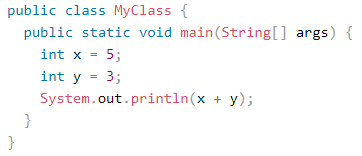 public class MyClass {
  public static void main(String[] args) {
    int x = 5;
    int y = 3;
    System.out.println(x + y);
  }
}